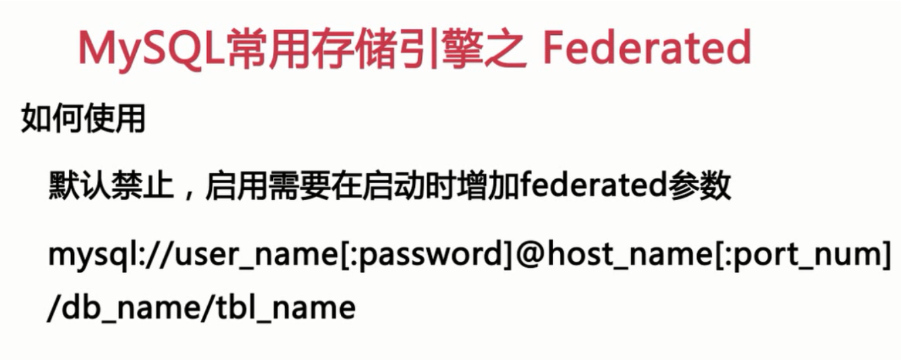 MySQL常用存储引擎之 Federated
如何使用
默认禁止，启用需要在启动时增加federated参数
mysql://user_name[:password]@host_name[:port_num]
/db_name/tbl_name